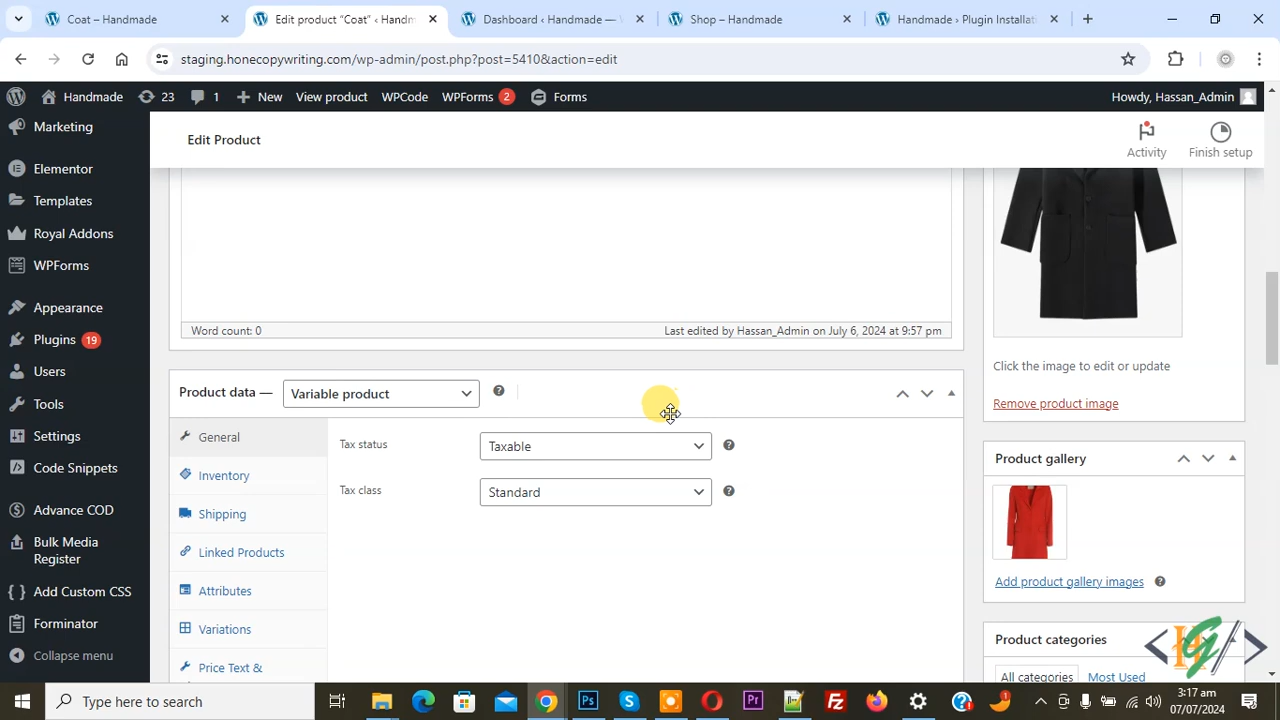 Coat – Handmade
Edit product "Coat" ‹ Handm
Dashboard ‹ Handmade —
Shop – Handmade
Handmade › Plugin Installati
staging.honecopywriting.com/wp-admin/post.php?post=5410&action=edit
Handmade
23
1
New
View product
WPCode
WPForms 2
Forms
Howdy, Hassan_Admin
Marketing
Elementor
Templates
Royal Addons
WPForms
Appearance
Plugins 19
Users
Tools
Settings
Code Snippets
Advance COD
Bulk Media
Register
Add Custom CSS
Forminator
Collapse menu
Edit Product
Activity
Finish setup
Word count: 0
Last edited by Hassan_Admin on July 6, 2024 at 9:57 pm
Product data —
Variable product
General
Inventory
Shipping
Linked Products
Attributes
Variations
Price Text &
Tax status
Taxable
Tax class
Standard
Click the image to edit or update
Remove product image
Product gallery
Add product gallery images
Product categories
All categories
Most Used
Type here to search
3:17 am
07/07/2024